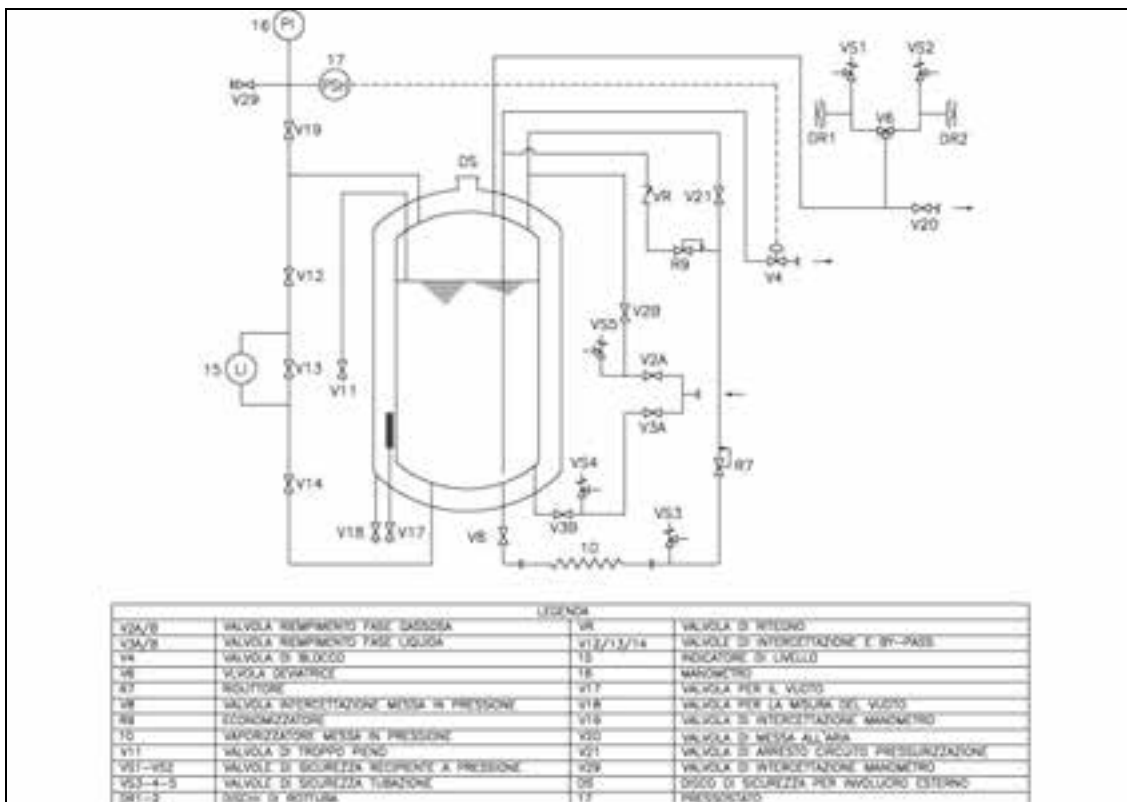 16 PI
17
VS1 VS2
V29
V19
V6
DR1 DR2
DS
VR V21
V20
R9
V4
V12
V2B
VS5
15 LI
V13
V2A
V11
V3A
R7
VS4
V14
VS3
V18 V17
V3B
V8
10
LEGENDA
V2A/B VALVOLA RIEMPIMENTO FASE GASSOSA VR VALVOLA DI RITEGNO
V3A/B VALVOLA RIEMPIMENTO FASE LIQUIDA V12/13/14 VALVOLE DI INTERCETTAZIONE E BY-PASS
V4 VALVOLA DI BLOCCO 15 INDICATORE DI LIVELLO
V6 VLVOLA DEVIATRICE 16 MANOMETRO
R7 RIDUTTORE V17 VALVOLA PER IL VUOTO
V8 VALVOLA INTERCETTAZIONE MESSA IN PRESSIONE V18 VALVOLA PER LA MISURA DEL VUOTO
R9 ECONOMIZZATORE V19 VALVOLA DI INTERCETTAZIONE MANOMETRO
10 VAPORIZZATORE MESSA IN PRESSIONE V20 VALVOLA DI MESSA ALL'ARIA
V11 VALVOLA DI TROPPO PIENO V21 VALVOLA DI ARRESTO CIRCUITO PRESSURIZZAZIONE
VS1-VS2 VALVOLE DI SICUREZZA RECIPIENTE A PRESSIONE V29 VALVOLA DI INTERCETTAZIONE MANOMETRO
VS3-4-5 VALVOLE DI SICUREZZA TUBAZIONE DS DISCO DI SICUREZZA PER INVOLUCRO ESTERNO
DR1-2 DISCHI DI ROTTURA 17 PRESSOSTATO